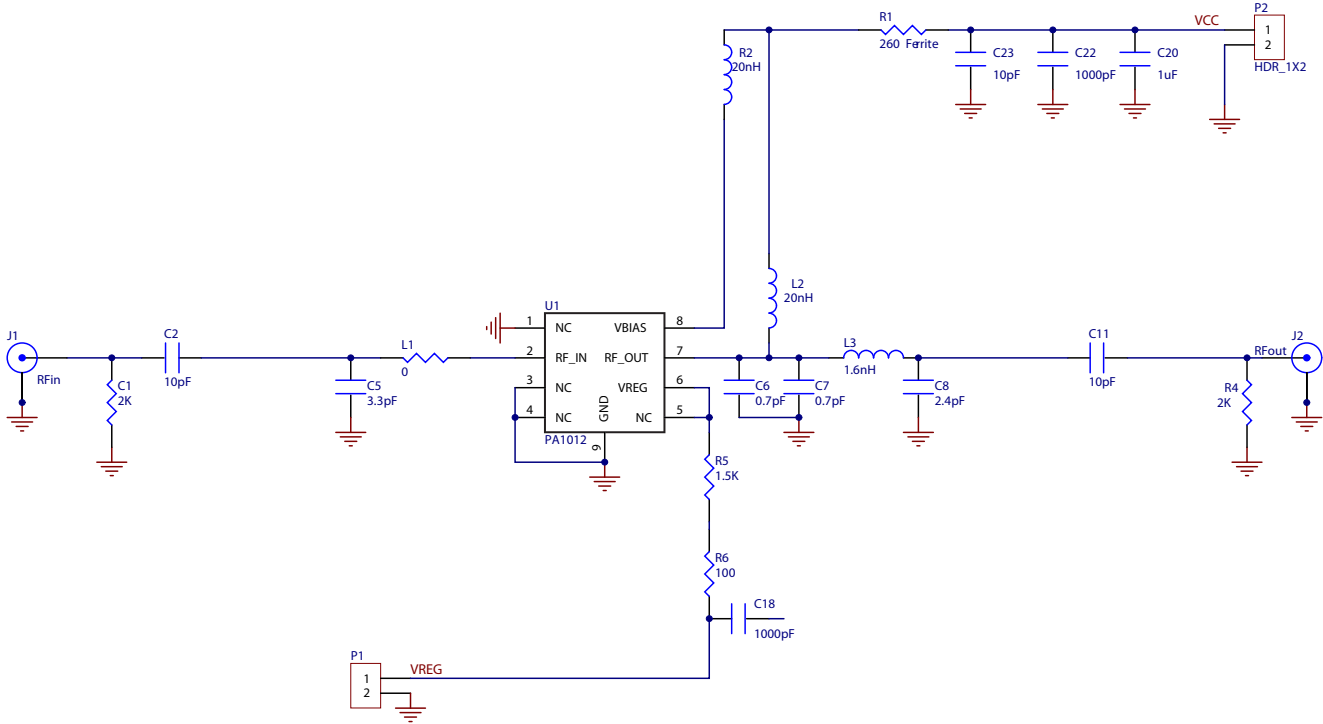 P2
R1
VCC
1
2
260 Ferrite
HDR_1X2
R2
20nH
C23
10pF
C22
1000pF
C20
1uF
L2
20nH
U1
1
NC
VBIAS
8
J1
C2
L1
2
RF_IN
RF_OUT
7
L3
C11
RFout
J2
RFin
10pF
0
1.6nH
10pF
C1
2K
C5
3.3pF
3
NC
VREG
6
C6
0.7pF
C7
0.7pF
C8
2.4pF
R4
2K
4
NC
GND
NC
5
PA1012
9
R5
1.5K
R6
100
C18
1000pF
P1
VREG
1
2